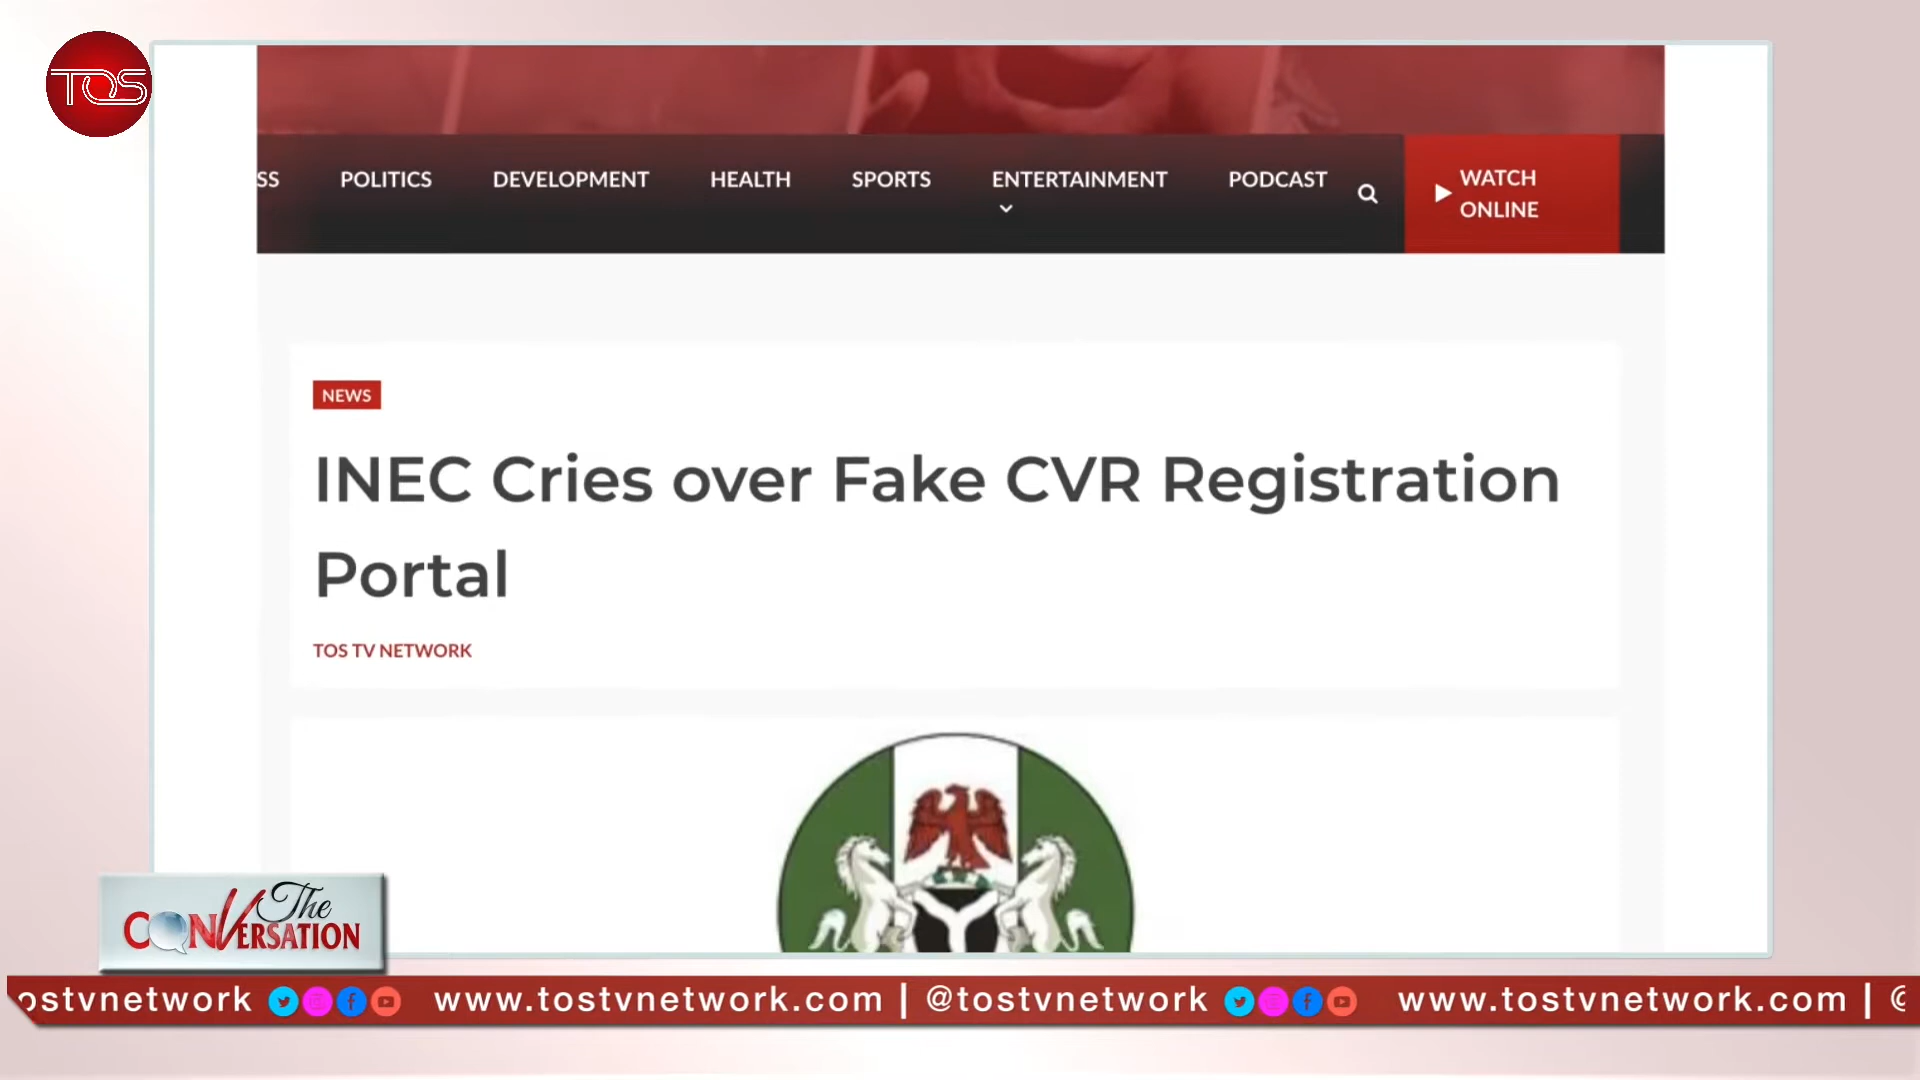 TOS
SS POLITICS DEVELOPMENT HEALTH SPORTS ENTERTAINMENT PODCAST
WATCH
ONLINE
NEWS
INEC Cries over Fake CVR Registration
Portal
TOS TV NETWORK
The
CONVERSATION
ostvnetwork www.tostvnetwork.com | @tostvnetwork www.tostvnetwork.com |